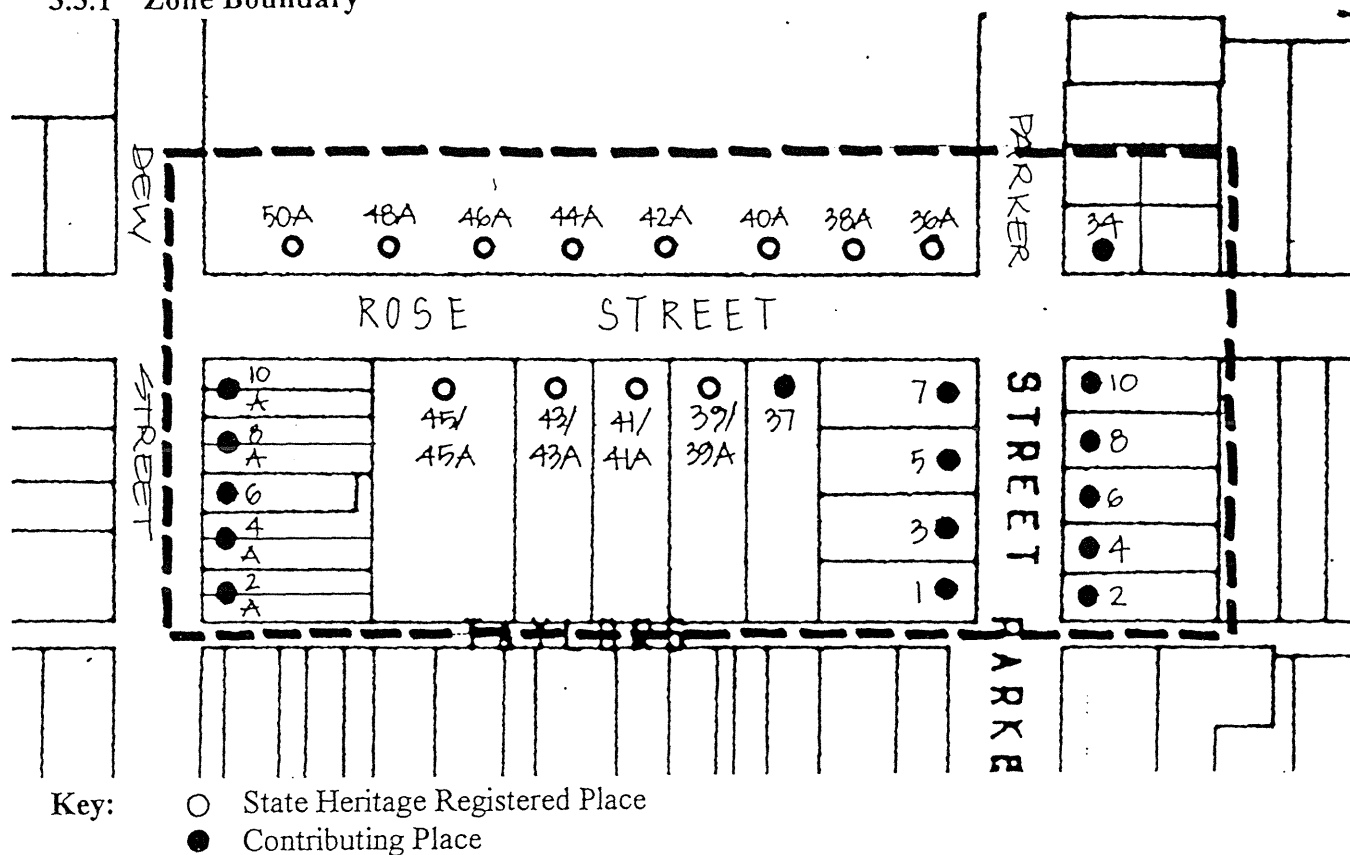 3.3.1 Zone Boundary
DEW
STREET
PARKER
STREET
50A 48A 46A 44A 42A 40A 38A 36A 34
ROSE STREET
10
A
8
A
6
4
A
2
A
45/
45A
43/
43A
41/
41A
39/
39A
37
7
5
3
1
10
8
6
4
2
PARKE
Key:
State Heritage Registered Place
Contributing Place